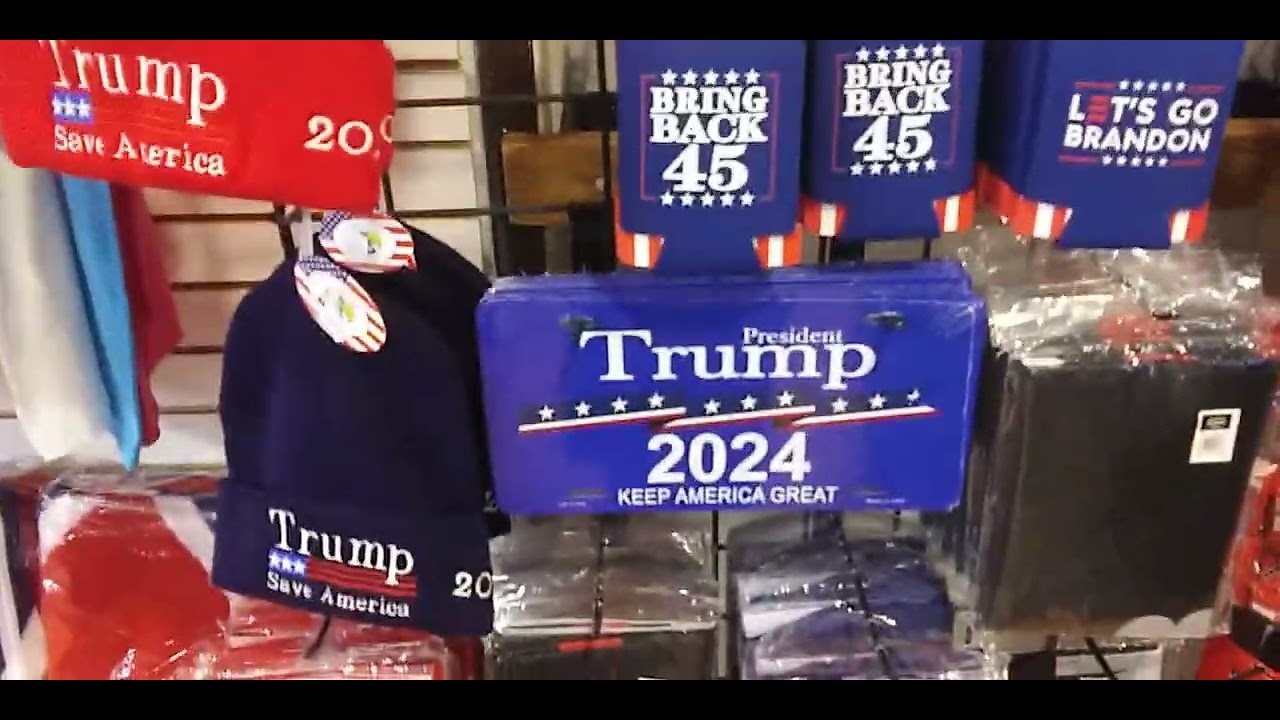 Trump
Save America
20
BRING
BACK
45
BRING
BACK
45
LET'S GO
BRANDON
President
Trump
2024
KEEP AMERICA GREAT
Trump
Save America
20